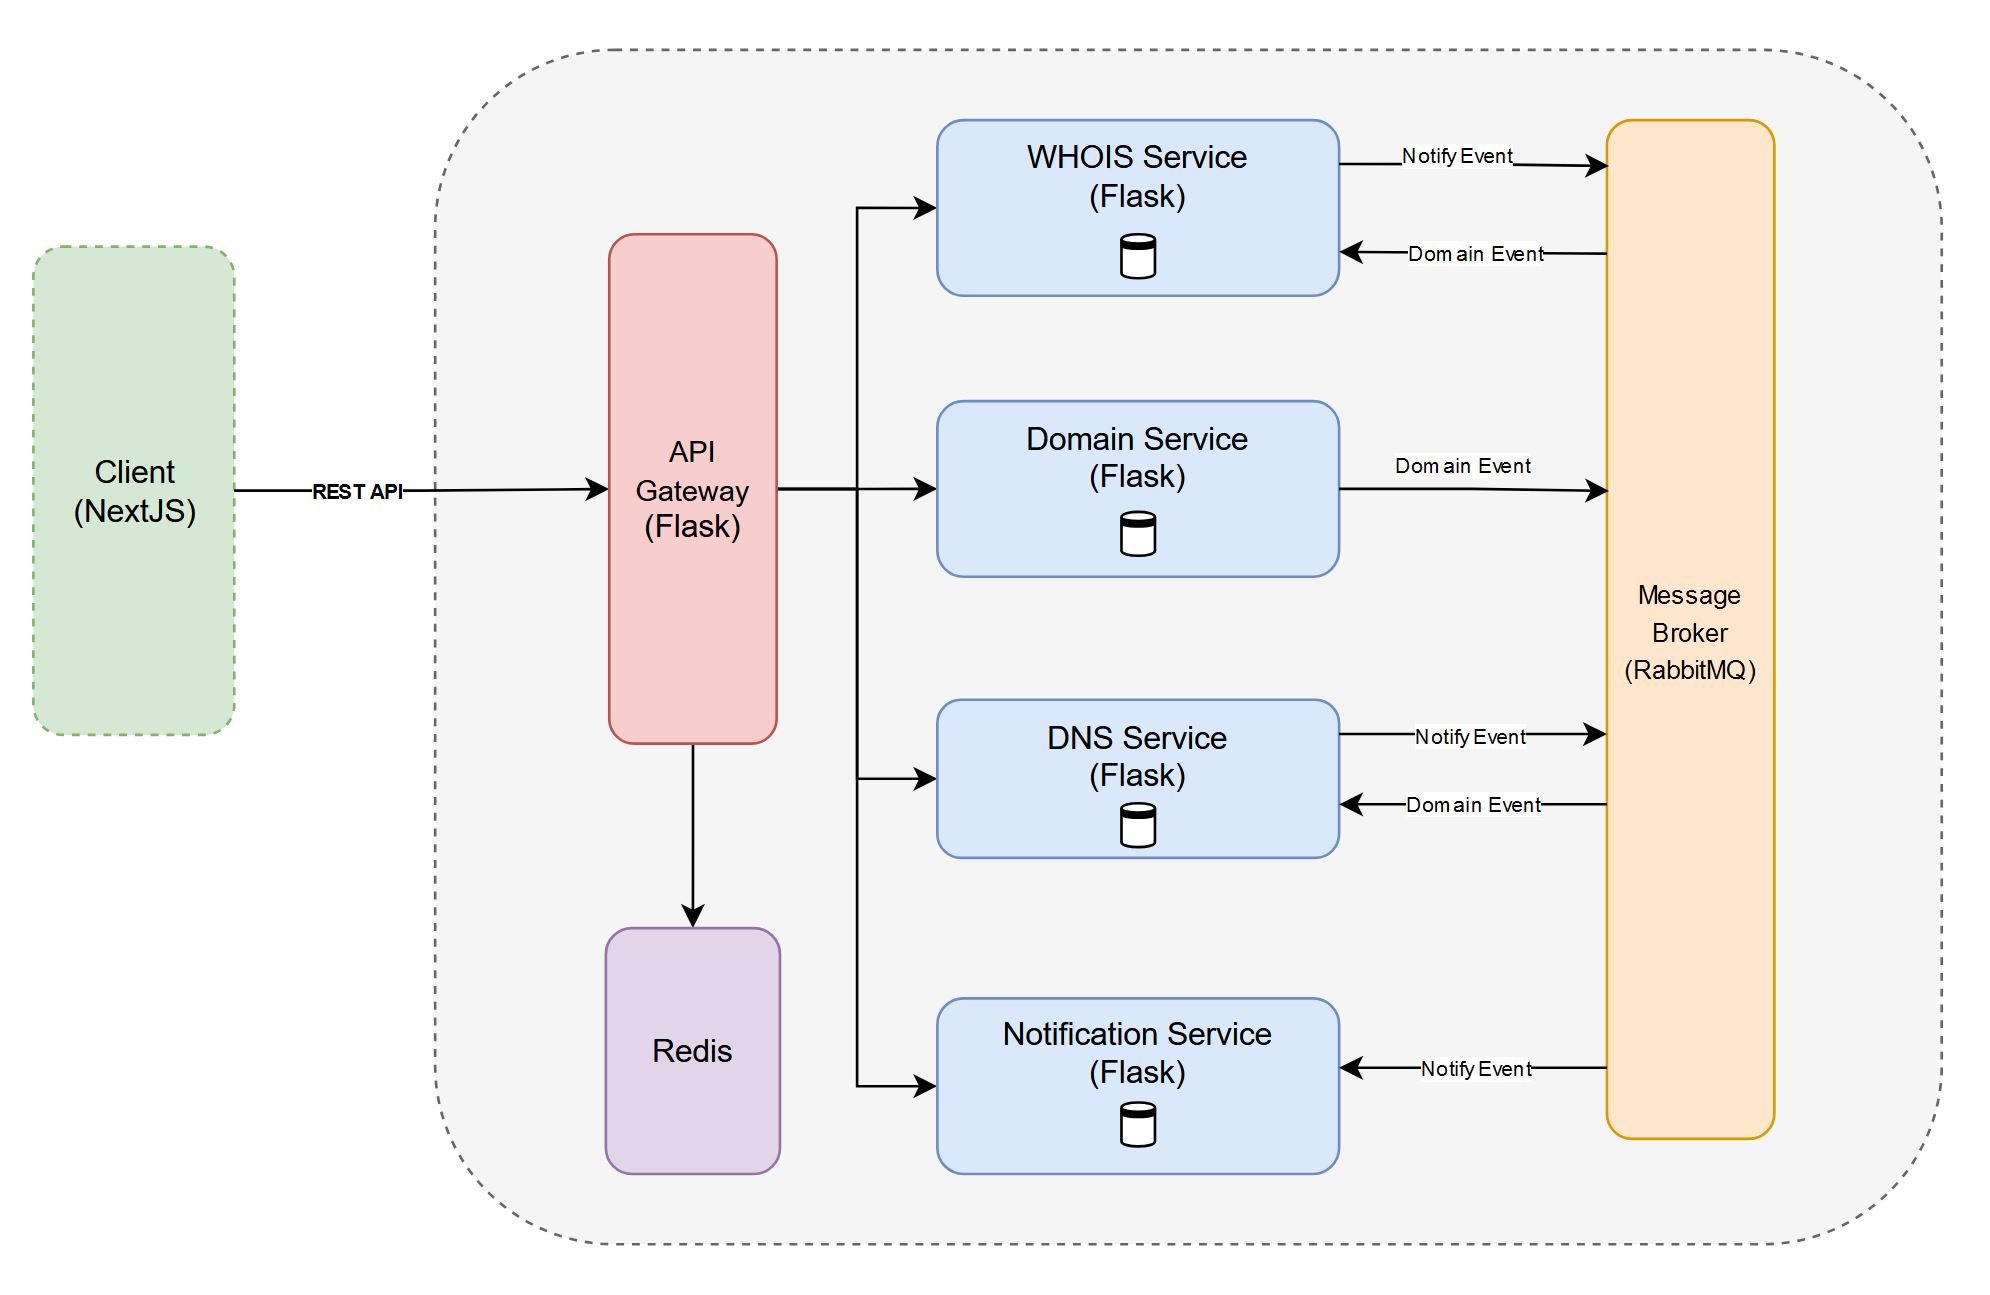 Client
(NextJS)
REST API
API
Gateway
(Flask)
Redis
WHOIS Service
(Flask)
Domain Service
(Flask)
DNS Service
(Flask)
Notification Service
(Flask)
Notify Event
Domain Event
Domain Event
Notify Event
Domain Event
Notify Event
Message
Broker
(RabbitMQ)